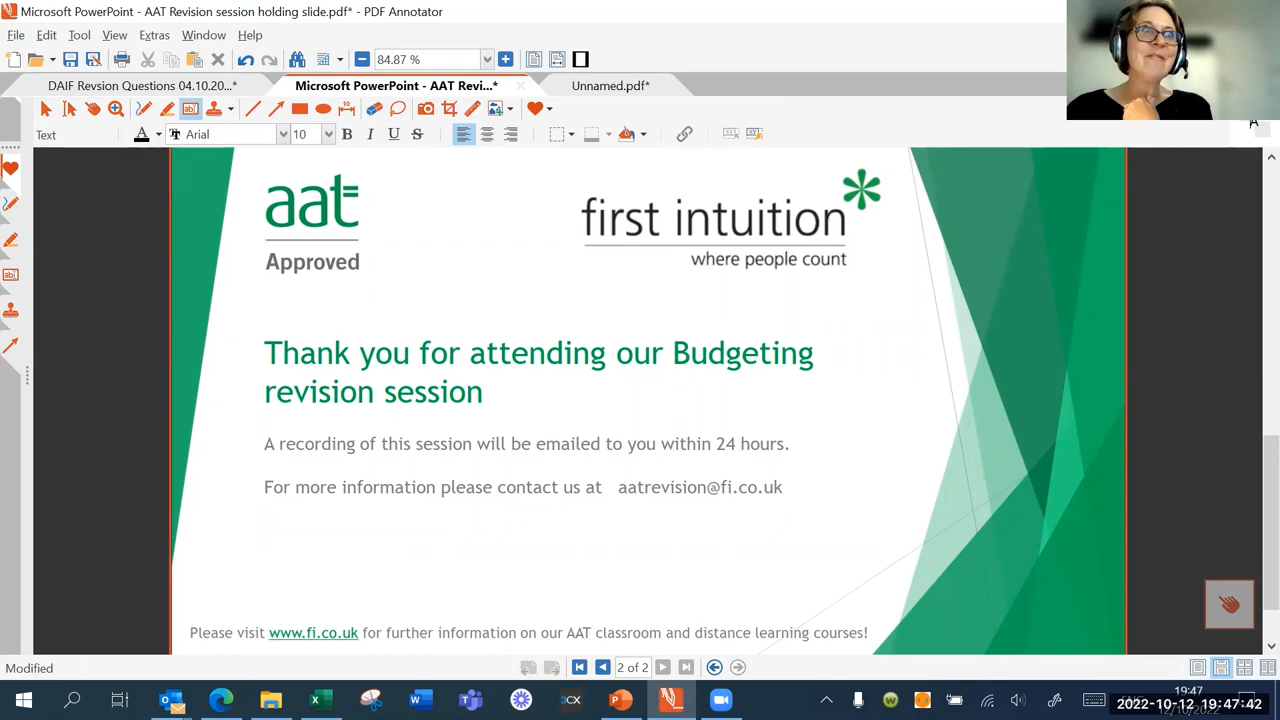 Microsoft PowerPoint - AAT Revision session holding slide.pdf* - PDF Annotator
File Edit Tool View Extras Window Help
84.87 %
DAIF Revsion Questions 04.10.20...*
Microsoft PowerPoint - AAT Revi...*
Unnamed.pdf*
Text
A
Arial
10
B I U S
aat
Approved
first intuition
where people count
Thank you for attending our Budgeting
revision session
A recording of this session will be emailed to you within 24 hours.
For more information please contact us at aatrevision@fi.co.uk
Please visit www.fi.co.uk for further information on our AAT classroom and distance learning courses!
Modified
2 of 2
3CX
19:47
2022-10-12 19:47:42